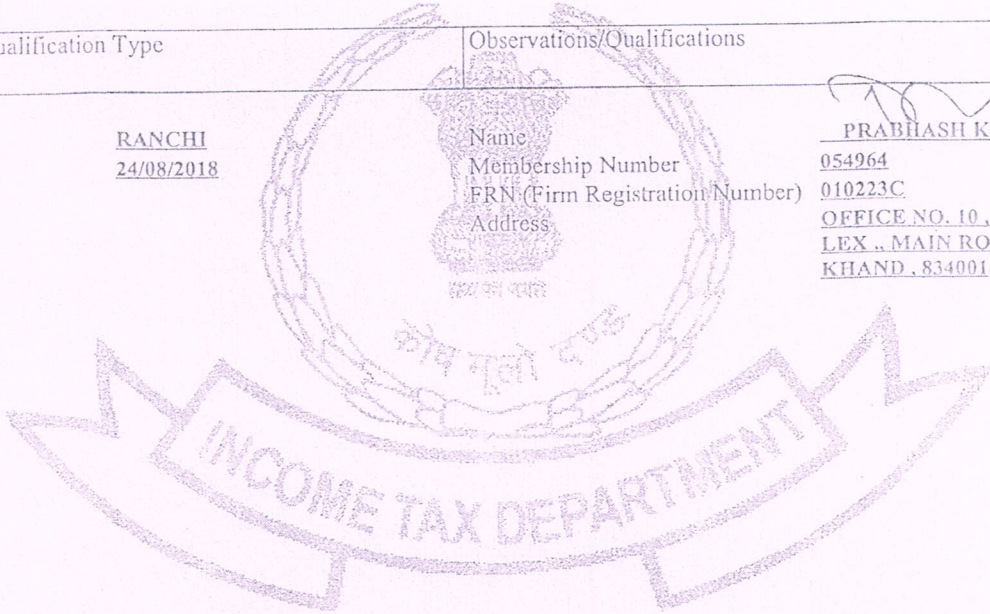 ualification Type Observations/Qualifications
RANCHI Name PRABHASH K
24/08/2018 Membership Number 054964
FRN (Firm Registration Number) 010223C
Address OFFICE NO. 10 ,
LEX ,, MAIN RO
KHAND , 834001
कोष मूलो दण्ड
INCOME TAX DEPARTMENT